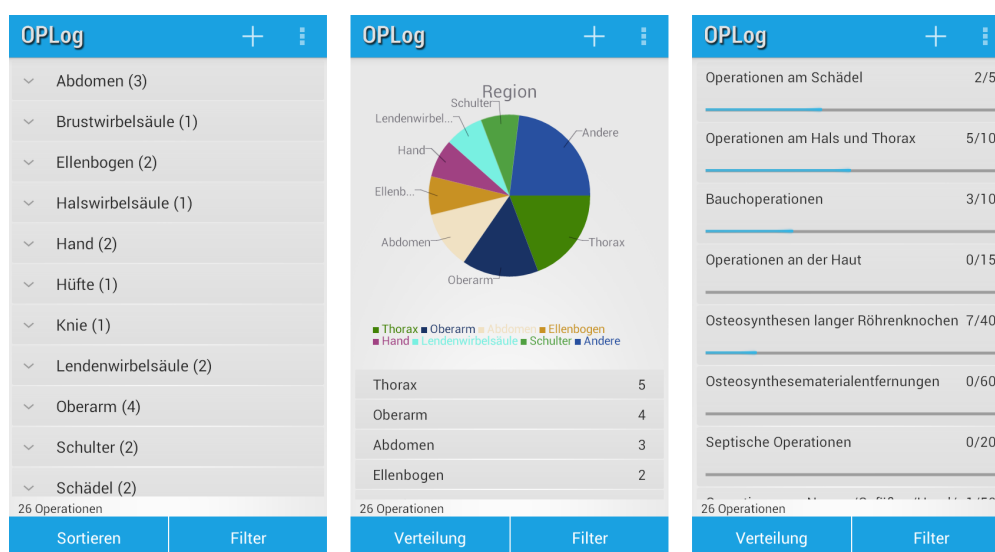 OPLog
Abdomen (3)
Brustwirbelsäule (1)
Ellenbogen (2)
Halswirbelsäule (1)
Hand (2)
Hüfte (1)
Knie (1)
Lendenwirbelsäule (2)
Oberarm (4)
Schulter (2)
Schädel (2)
26 Operationen
Sortieren Filter
OPLog
Region
Schulter
Lendenwirbel...
Andere
Hand
Ellenb...
Abdomen
Thorax
Oberarm
Thorax Oberarm Abdomen Ellenbogen
Hand Lendenwirbelsäule Schulter Andere
Thorax 5
Oberarm 4
Abdomen 3
Ellenbogen 2
26 Operationen
Verteilung Filter
OPLog
Operationen am Schädel 2/5
Operationen am Hals und Thorax 5/10
Bauchoperationen 3/10
Operationen an der Haut 0/15
Osteosynthesen langer Röhrenknochen 7/40
Osteosynthesematerialentfernungen 0/60
Septische Operationen 0/20
26 Operationen
Verteilung Filter